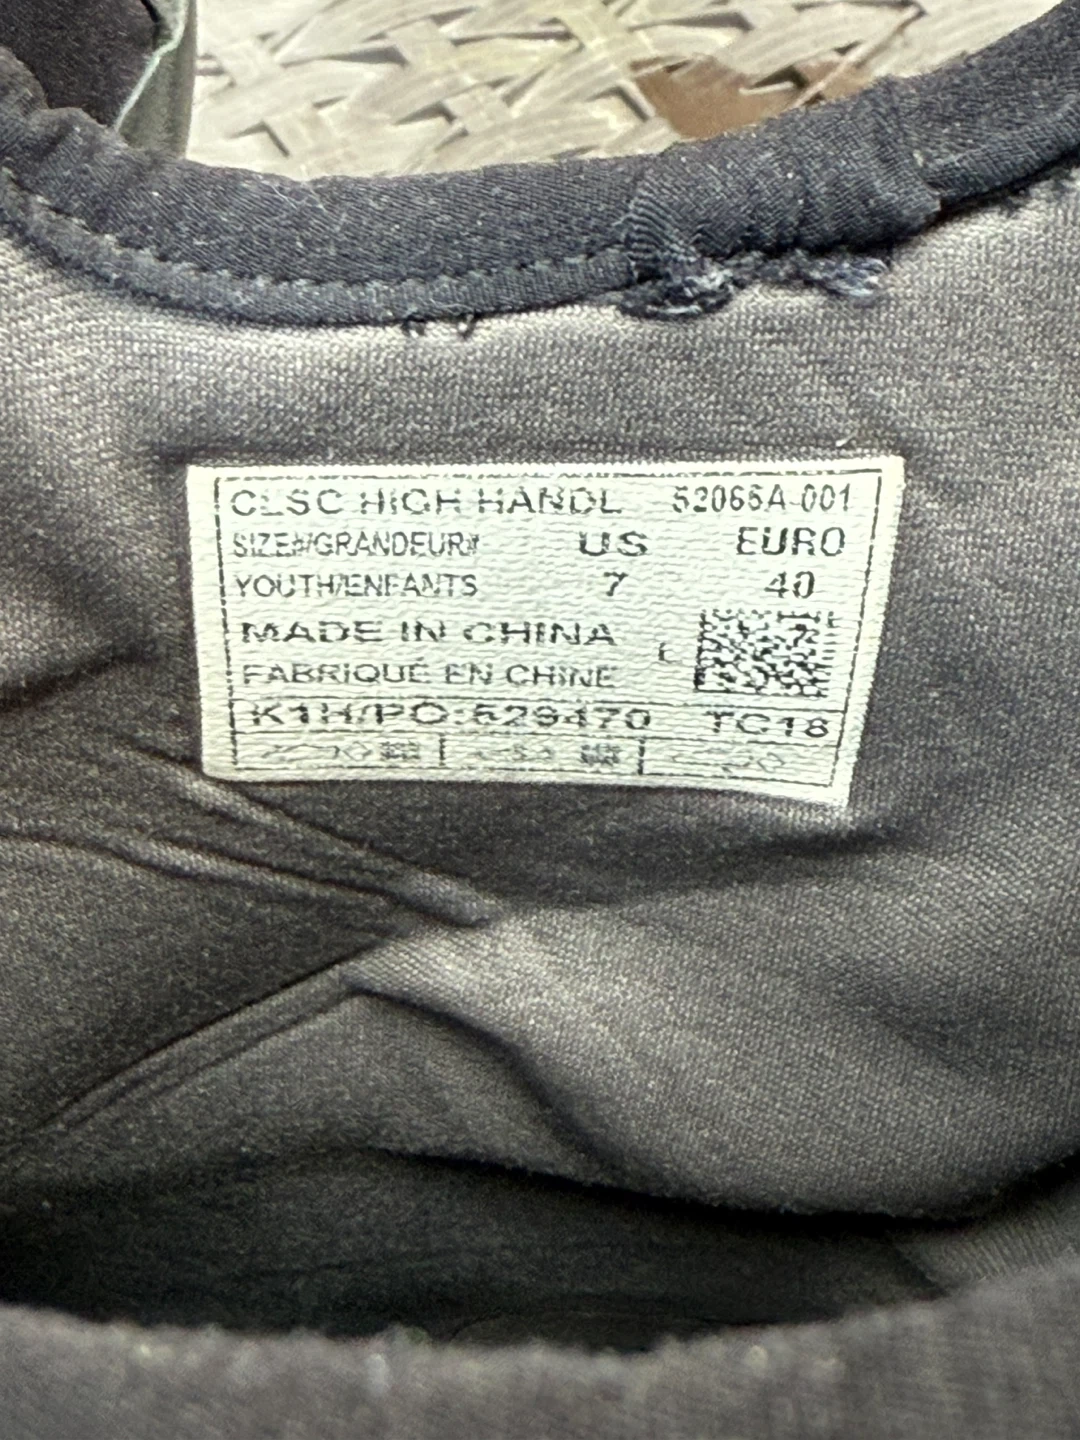 CLSC HIGH HANDL 52066A-001
SIZE#/GRANDEUR# US EURO
YOUTH/ENFANTS 7 40
MADE IN CHINA
FABRIQUÉ EN CHINE
K1H/PO:529470 TC18